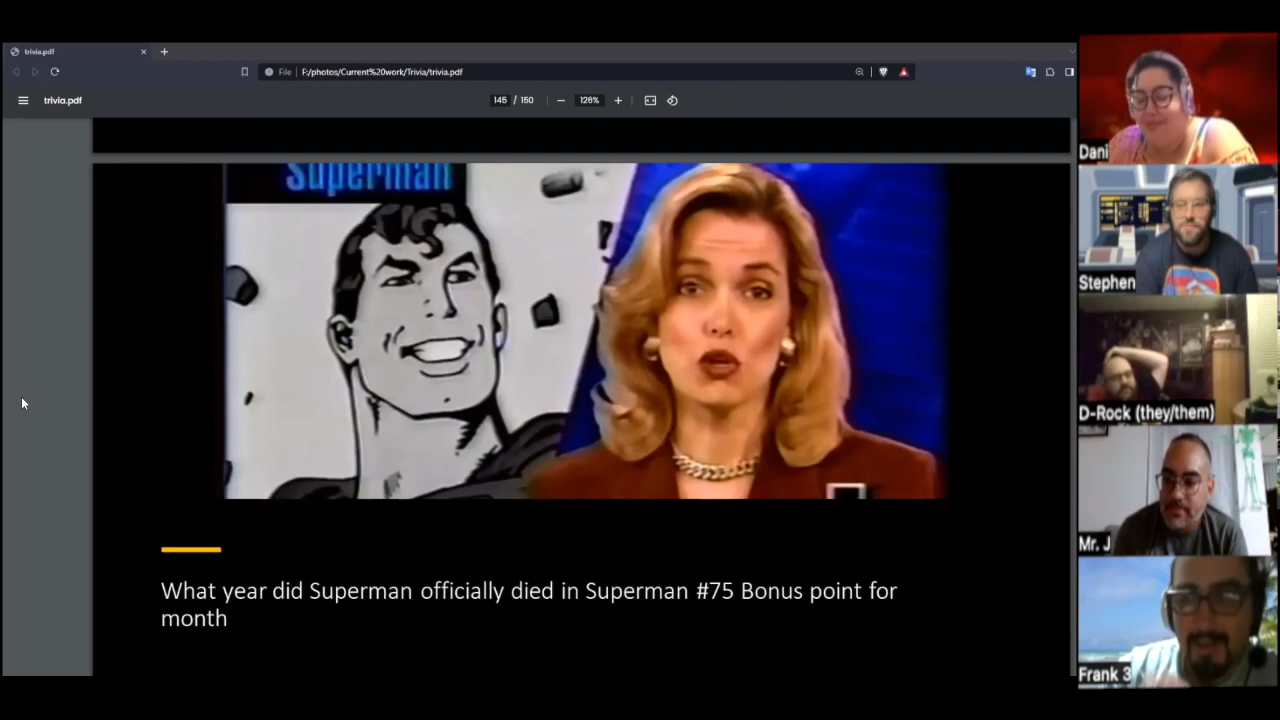 trivia.pdf
File F:/photos/Current%20work/Trivia/trivia.pdf
trivia.pdf 145 / 150 126%
Superman
What year did Superman officially died in Superman #75 Bonus point for
month
Dani
Stephen
D-Rock (they/them)
Mr. J
Frank 3